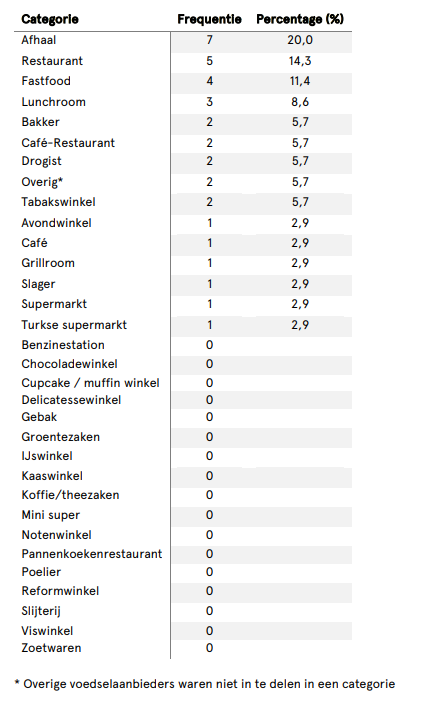 Categorie Frequentie Percentage (%)
Afhaal 7 20,0
Restaurant 5 14,3
Fastfood 4 11,4
Lunchroom 3 8,6
Bakker 2 5,7
Café-Restaurant 2 5,7
Drogist 2 5,7
Overig* 2 5,7
Tabakswinkel 2 5,7
Avondwinkel 1 2,9
Café 1 2,9
Grillroom 1 2,9
Slager 1 2,9
Supermarkt 1 2,9
Turkse supermarkt 1 2,9
Benzinestation 0
Chocoladewinkel 0
Cupcake / muffin winkel 0
Delicatessewinkel 0
Gebak 0
Groentezaken 0
IJswinkel 0
Kaaswinkel 0
Koffie/theezaken 0
Mini super 0
Notenwinkel 0
Pannenkoekenrestaurant 0
Poelier 0
Reformwinkel 0
Slijterij 0
Viswinkel 0
Zoetwaren 0
* Overige voedselaanbieders waren niet in te delen in een categorie